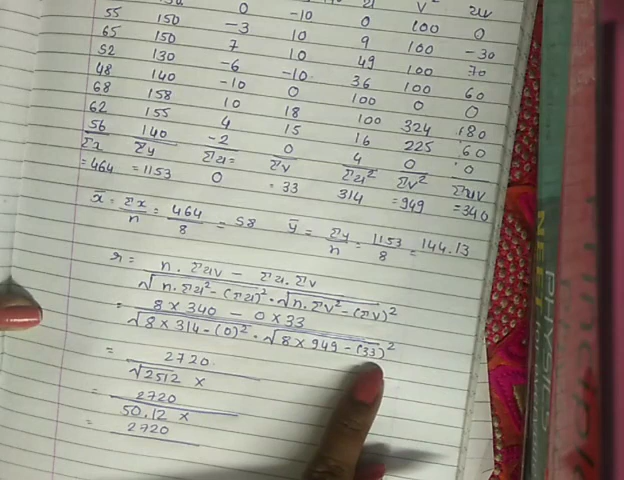 0 -10 0 V² uv
55 150 -3 10 9 100 0
65 150 7 10 49 100 -30
52 130 -6 -10 36 100 70
48 140 -10 0 100 100 60
68 158 10 18 100 0 0
62 155 4 15 16 324 180
56 140 -2 0 4 225 60
Σx Σy Σu= Σv Σu² 0 0
=464 =1153 0 =33 314 Σv² Σuv
=949 =340
x̄ = Σx/n = 464/8 = 58 ȳ = Σy/n = 1153/8 = 144.13
r = n.Σuv - Σu.Σv
√n.Σu²-(Σu)² . √n.Σv²-(Σv)²
= 8×340 - 0×33
√8×314-(0)² . √8×949-(33)²
= 2720
√2512 ×
= 2720
50.12 ×
= 2720
PHYSICS
NEET